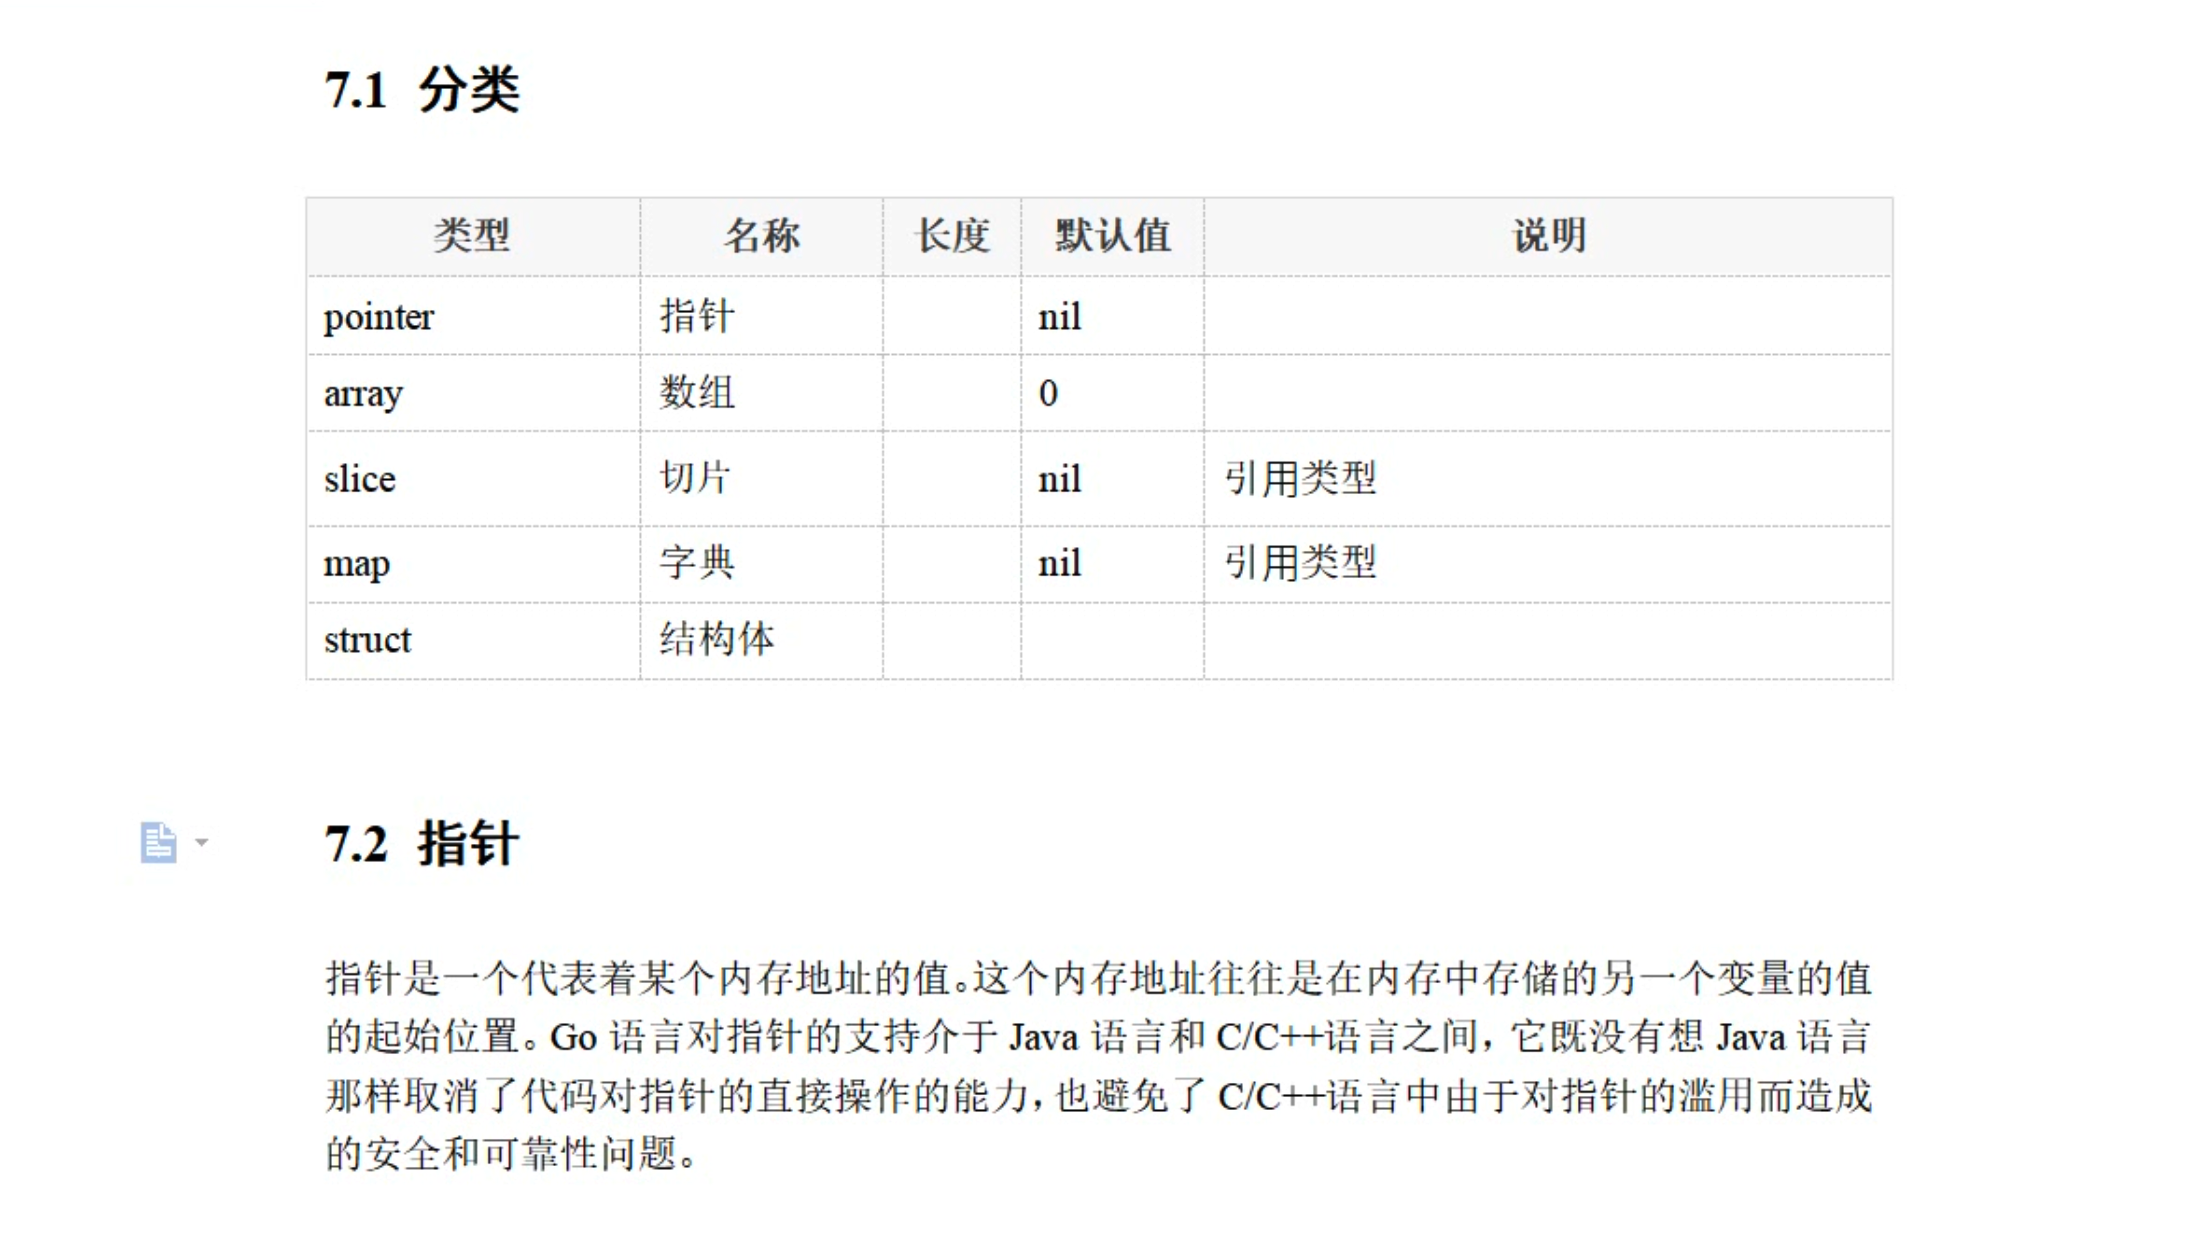 7.1 分类
类型 名称 长度 默认值 说明
pointer 指针 nil
array 数组 0
slice 切片 nil 引用类型
map 字典 nil 引用类型
struct 结构体
7.2 指针
指针是一个代表着某个内存地址的值。这个内存地址往往是在内存中存储的另一个变量的值
的起始位置。Go 语言对指针的支持介于 Java 语言和 C/C++语言之间，它既没有想 Java 语言
那样取消了代码对指针的直接操作的能力，也避免了 C/C++语言中由于对指针的滥用而造成
的安全和可靠性问题。